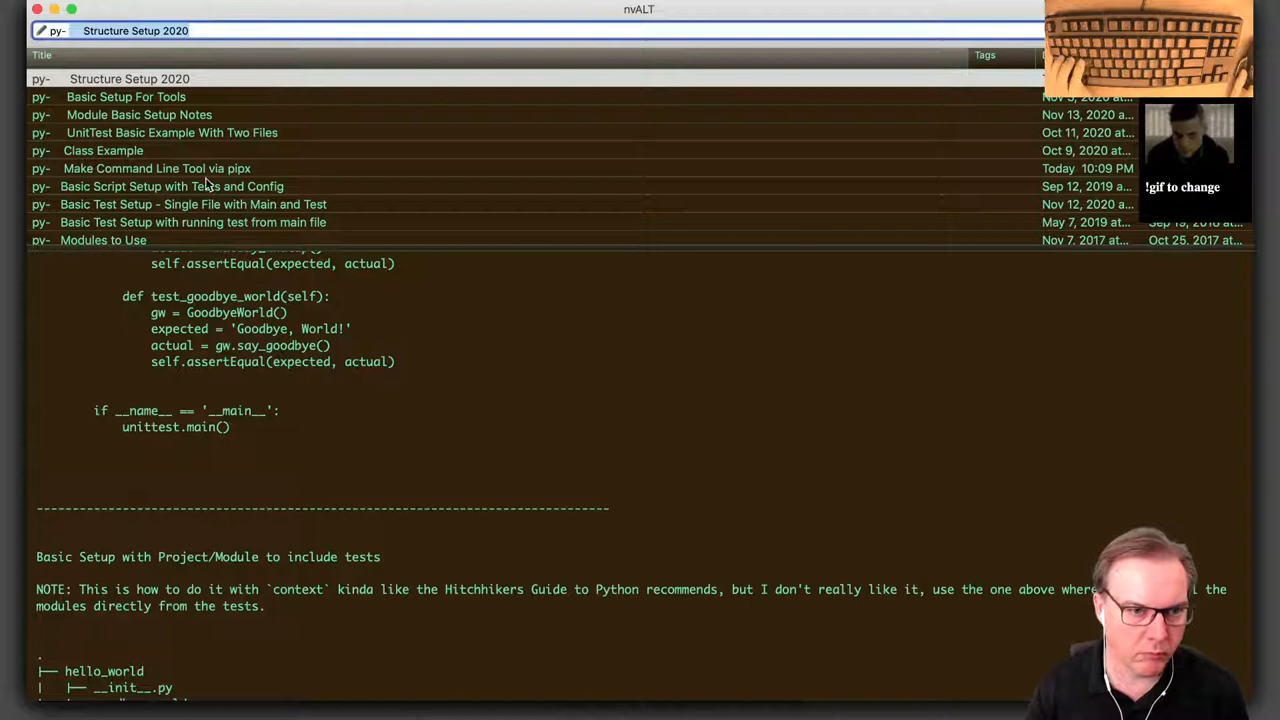 nvALT
py-    Structure Setup 2020
Title
Tags
py-    Structure Setup 2020
py-    Basic Setup For Tools
Nov 3, 2020 at...
py-    Module Basic Setup Notes
Nov 13, 2020 a...
py-    UnitTest Basic Example With Two Files
Oct 11, 2020 a...
py-    Class Example
Oct 9, 2020 a...
py-    Make Command Line Tool via pipx
Today 10:09 PM
py-    Basic Script Setup with Tests and Config
Sep 12, 2019 a...
py-    Basic Test Setup - Single File with Main and Test
Nov 12, 2020 a...
py-    Basic Test Setup with running test from main file
May 7, 2019 at...
py-    Modules to Use
Nov 7, 2017 at...
Oct 25, 2017 at...
!gif to change
self.assertEqual(expected, actual)
def test_goodbye_world(self):
gw = GoodbyeWorld()
expected = 'Goodbye, World!'
actual = gw.say_goodbye()
self.assertEqual(expected, actual)
if __name__ == '__main__':
unittest.main()
--------------------------------------------------------------------------------
Basic Setup with Project/Module to include tests
NOTE: This is how to do it with `context` kinda like the Hitchhikers Guide to Python recommends, but I don't really like it, use the one above the
modules directly from the tests.
.
├── hello_world
│   ├── __init__.py